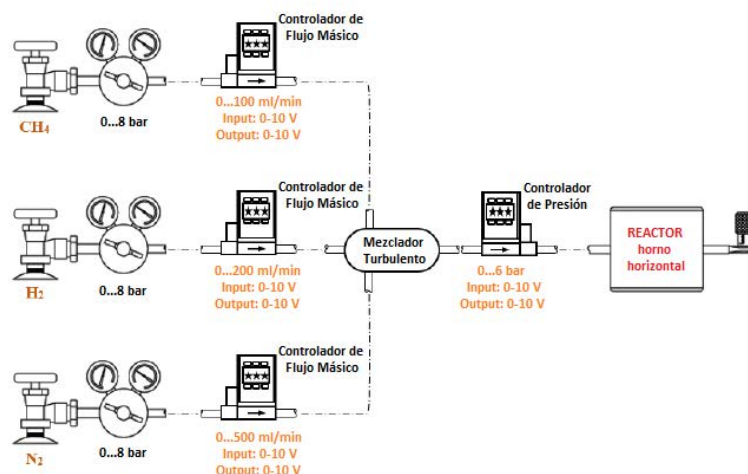 Controlador de
Flujo Másico
0...8 bar
CH₄
0...100 ml/min
Input: 0-10 V
Output: 0-10 V
Controlador de
Flujo Másico
0...8 bar
H₂
0...200 ml/min
Input: 0-10 V
Output: 0-10 V
Mezclador
Turbulento
Controlador
de Presión
0...6 bar
Input: 0-10 V
Output: 0-10 V
REACTOR
horno
horizontal
Controlador de
Flujo Másico
0...8 bar
N₂
0...500 ml/min
Input: 0-10 V
Output: 0-10 V